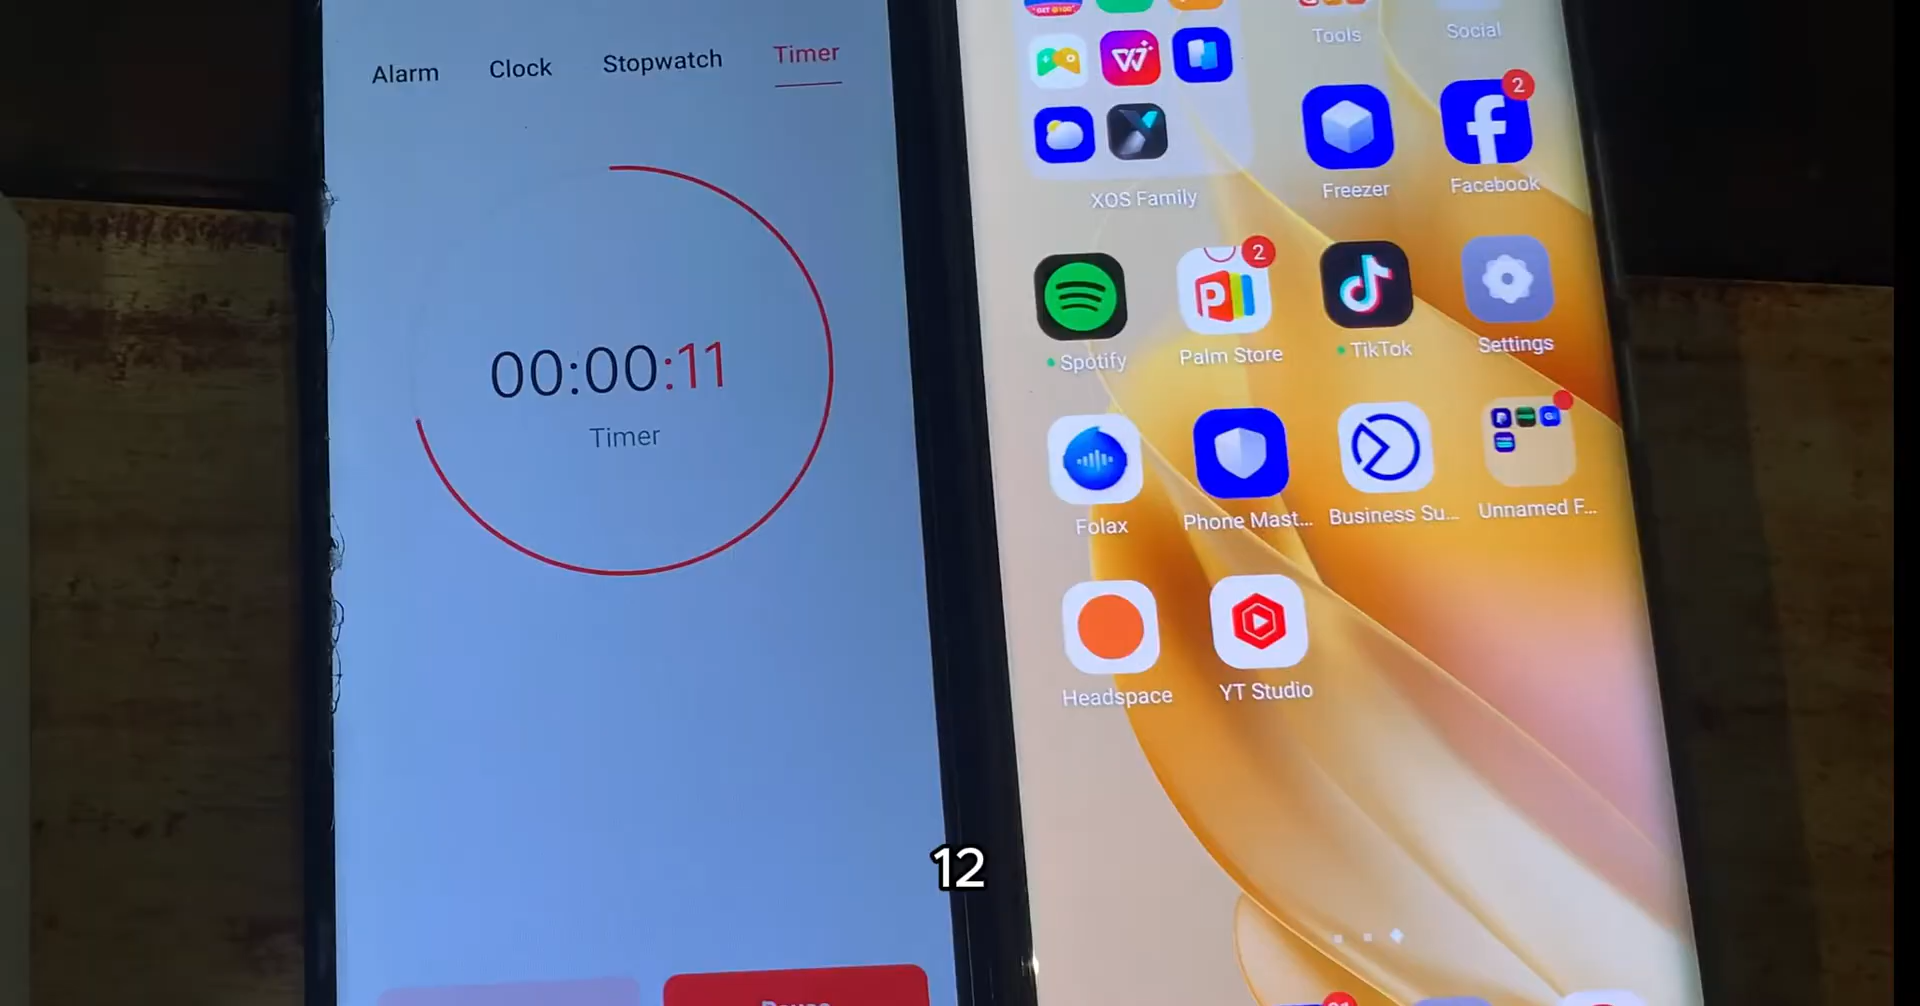 Alarm Clock Stopwatch Timer
00:00:11
Timer
Tools Social
2
XOS Family Freezer Facebook
2
Spotify Palm Store TikTok Settings
Folax Phone Mast... Business Su... Unnamed F...
Headspace YT Studio
12